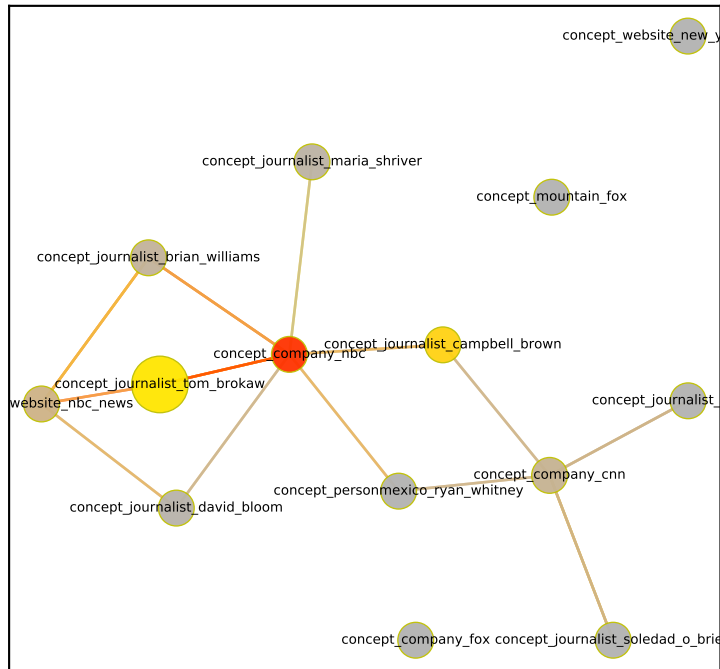 concept_website_new_y
concept_journalist_maria_shriver
concept_mountain_fox
concept_journalist_brian_williams
concept_journalist_campbell_brown
concept_company_nbc
concept_journalist_tom_brokaw
website_nbc_news
concept_journalist_
concept_company_cnn
concept_personmexico_ryan_whitney
concept_journalist_david_bloom
concept_company_fox
concept_journalist_soledad_o_brie